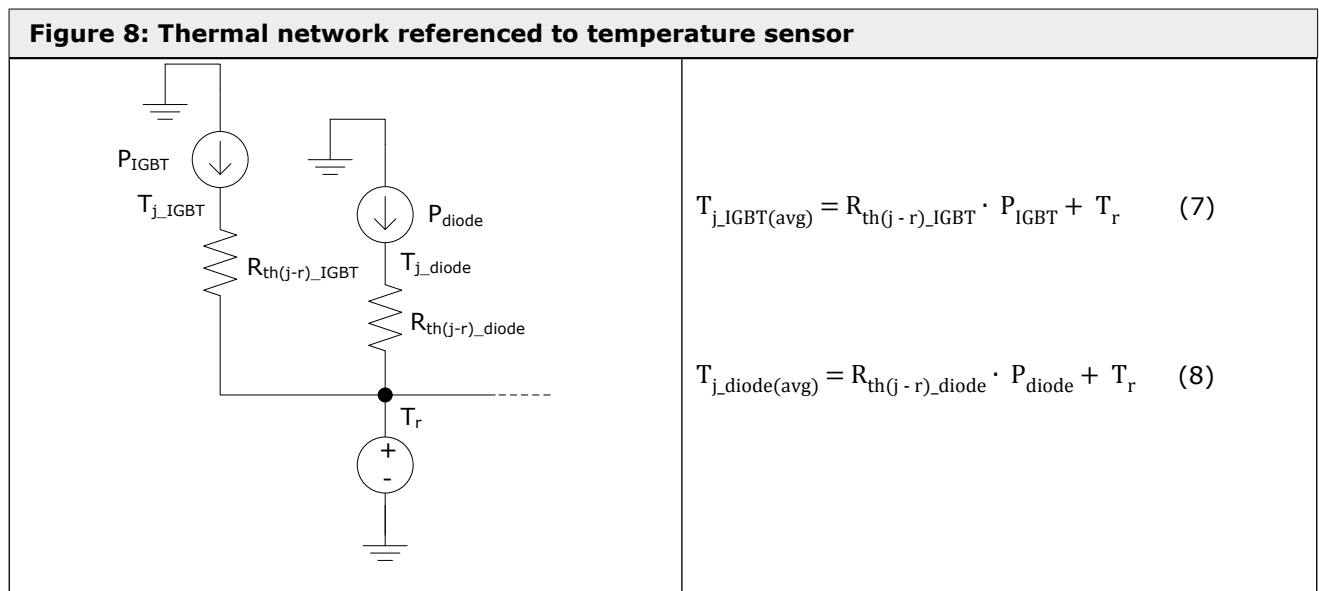 Figure 8: Thermal network referenced to temperature sensor
P_IGBT
T_j_IGBT
R_th(j-r)_IGBT
P_diode
T_j_diode
R_th(j-r)_diode
T_r
+
-
T_j_IGBT(avg) = R_th(j - r)_IGBT · P_IGBT + T_r (7)
T_j_diode(avg) = R_th(j - r)_diode · P_diode + T_r (8)